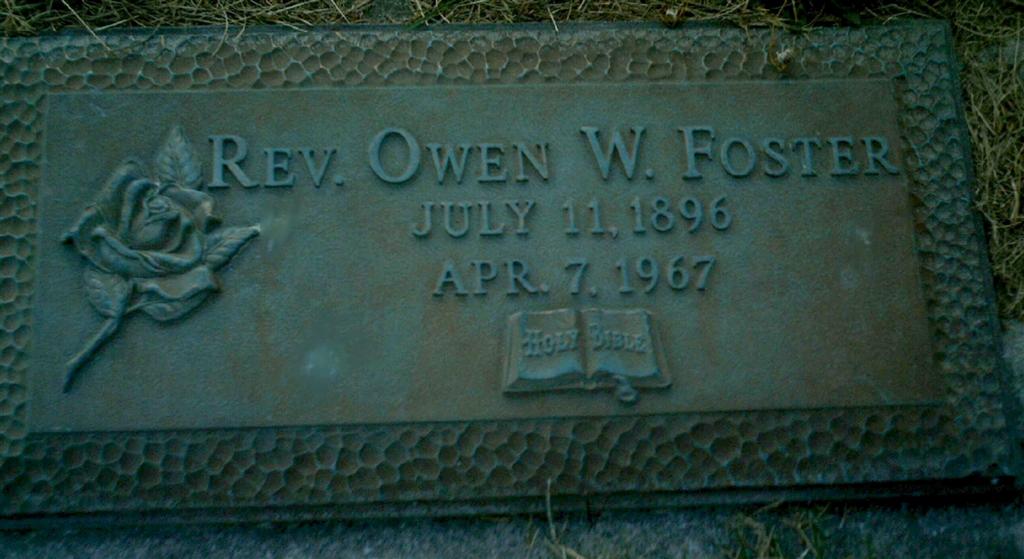 REV. OWEN W. FOSTER
JULY 11, 1896
APR. 7, 1967
HOLY BIBLE